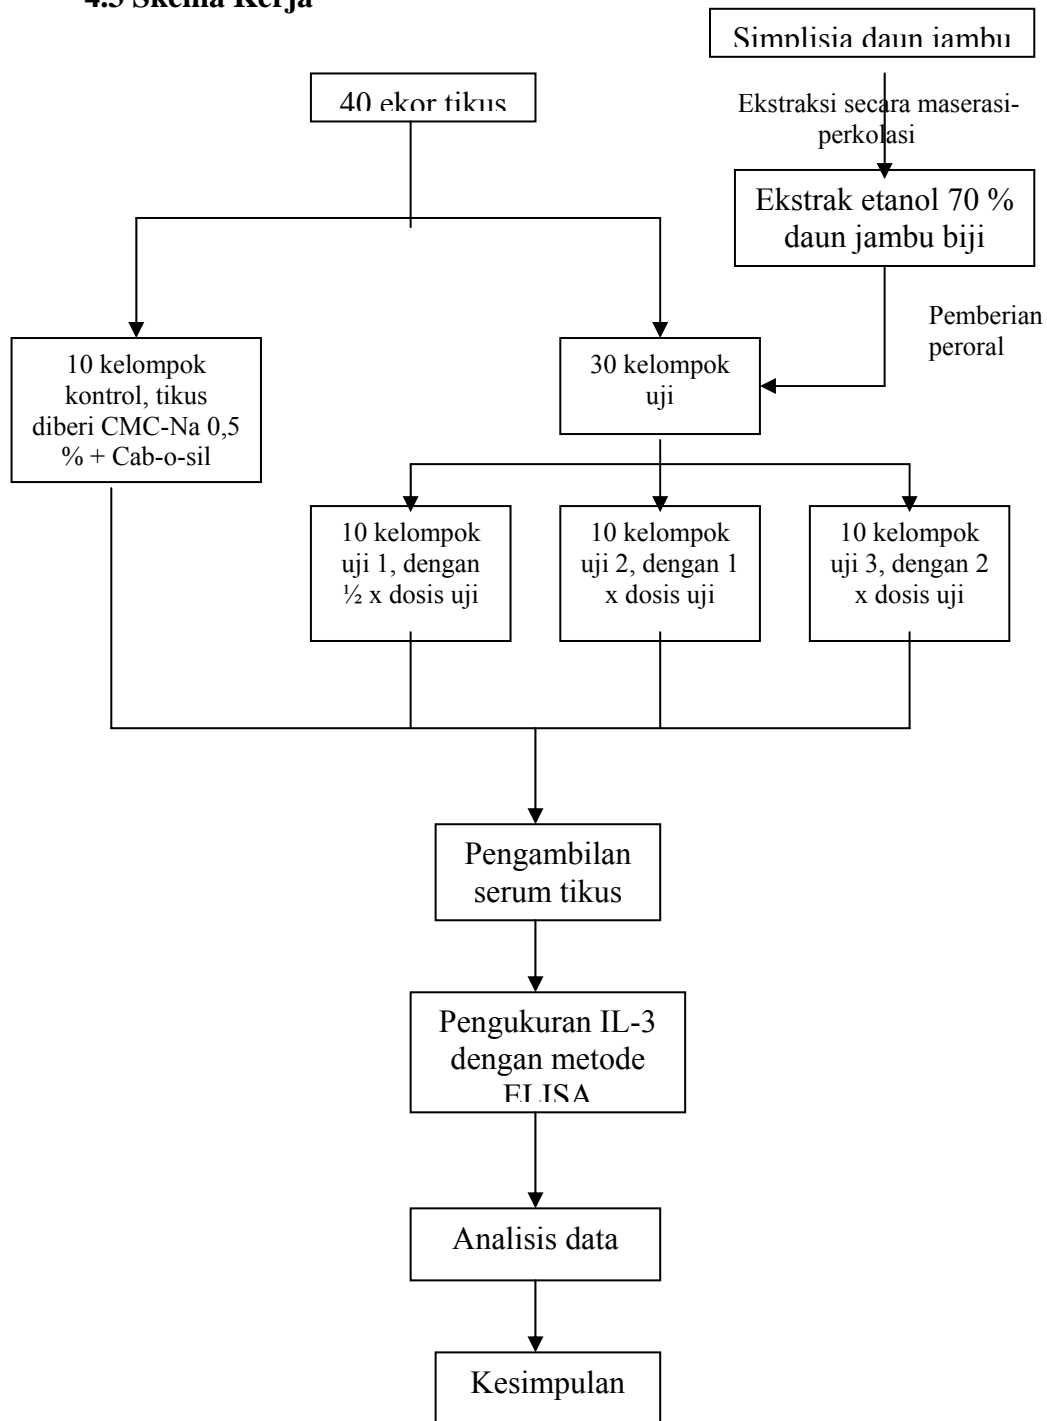 4.3 Skema Kerja
Simplisia daun jambu
40 ekor tikus
Ekstraksi secara maserasi-
perkolasi
Ekstrak etanol 70 %
daun jambu biji
Pemberian
peroral
10 kelompok
kontrol, tikus
diberi CMC-Na 0,5
% + Cab-o-sil
30 kelompok
uji
10 kelompok
uji 1, dengan
½ x dosis uji
10 kelompok
uji 2, dengan 1
x dosis uji
10 kelompok
uji 3, dengan 2
x dosis uji
Pengambilan
serum tikus
Pengukuran IL-3
dengan metode
ELISA
Analisis data
Kesimpulan